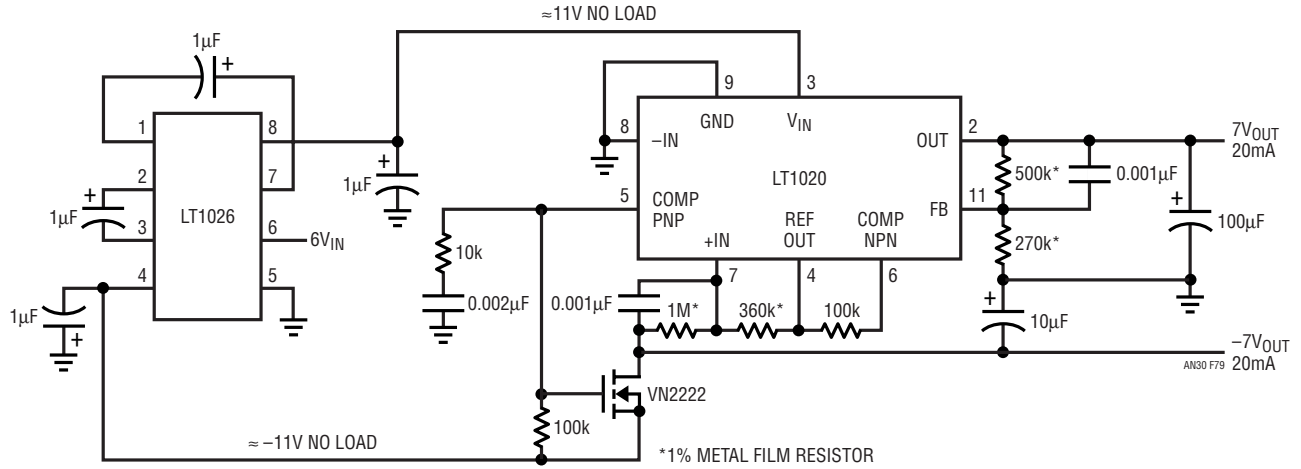 ≈11V NO LOAD
1µF
+
9
3
1
8
GND
VIN
8
–IN
OUT
2
7VOUT
20mA
2
7
+
1µF
+
500k*
0.001µF
LT1026
1µF
+
LT1020
5
COMP
PNP
REF
OUT
COMP
NPN
FB
11
+
100µF
3
6
6VIN
10k
+IN
270k*
4
5
7
4
6
1µF
+
0.002µF
0.001µF
1M*
360k*
100k
+
10µF
–7VOUT
20mA
AN30 F79
VN2222
100k
≈ –11V NO LOAD
*1% METAL FILM RESISTOR